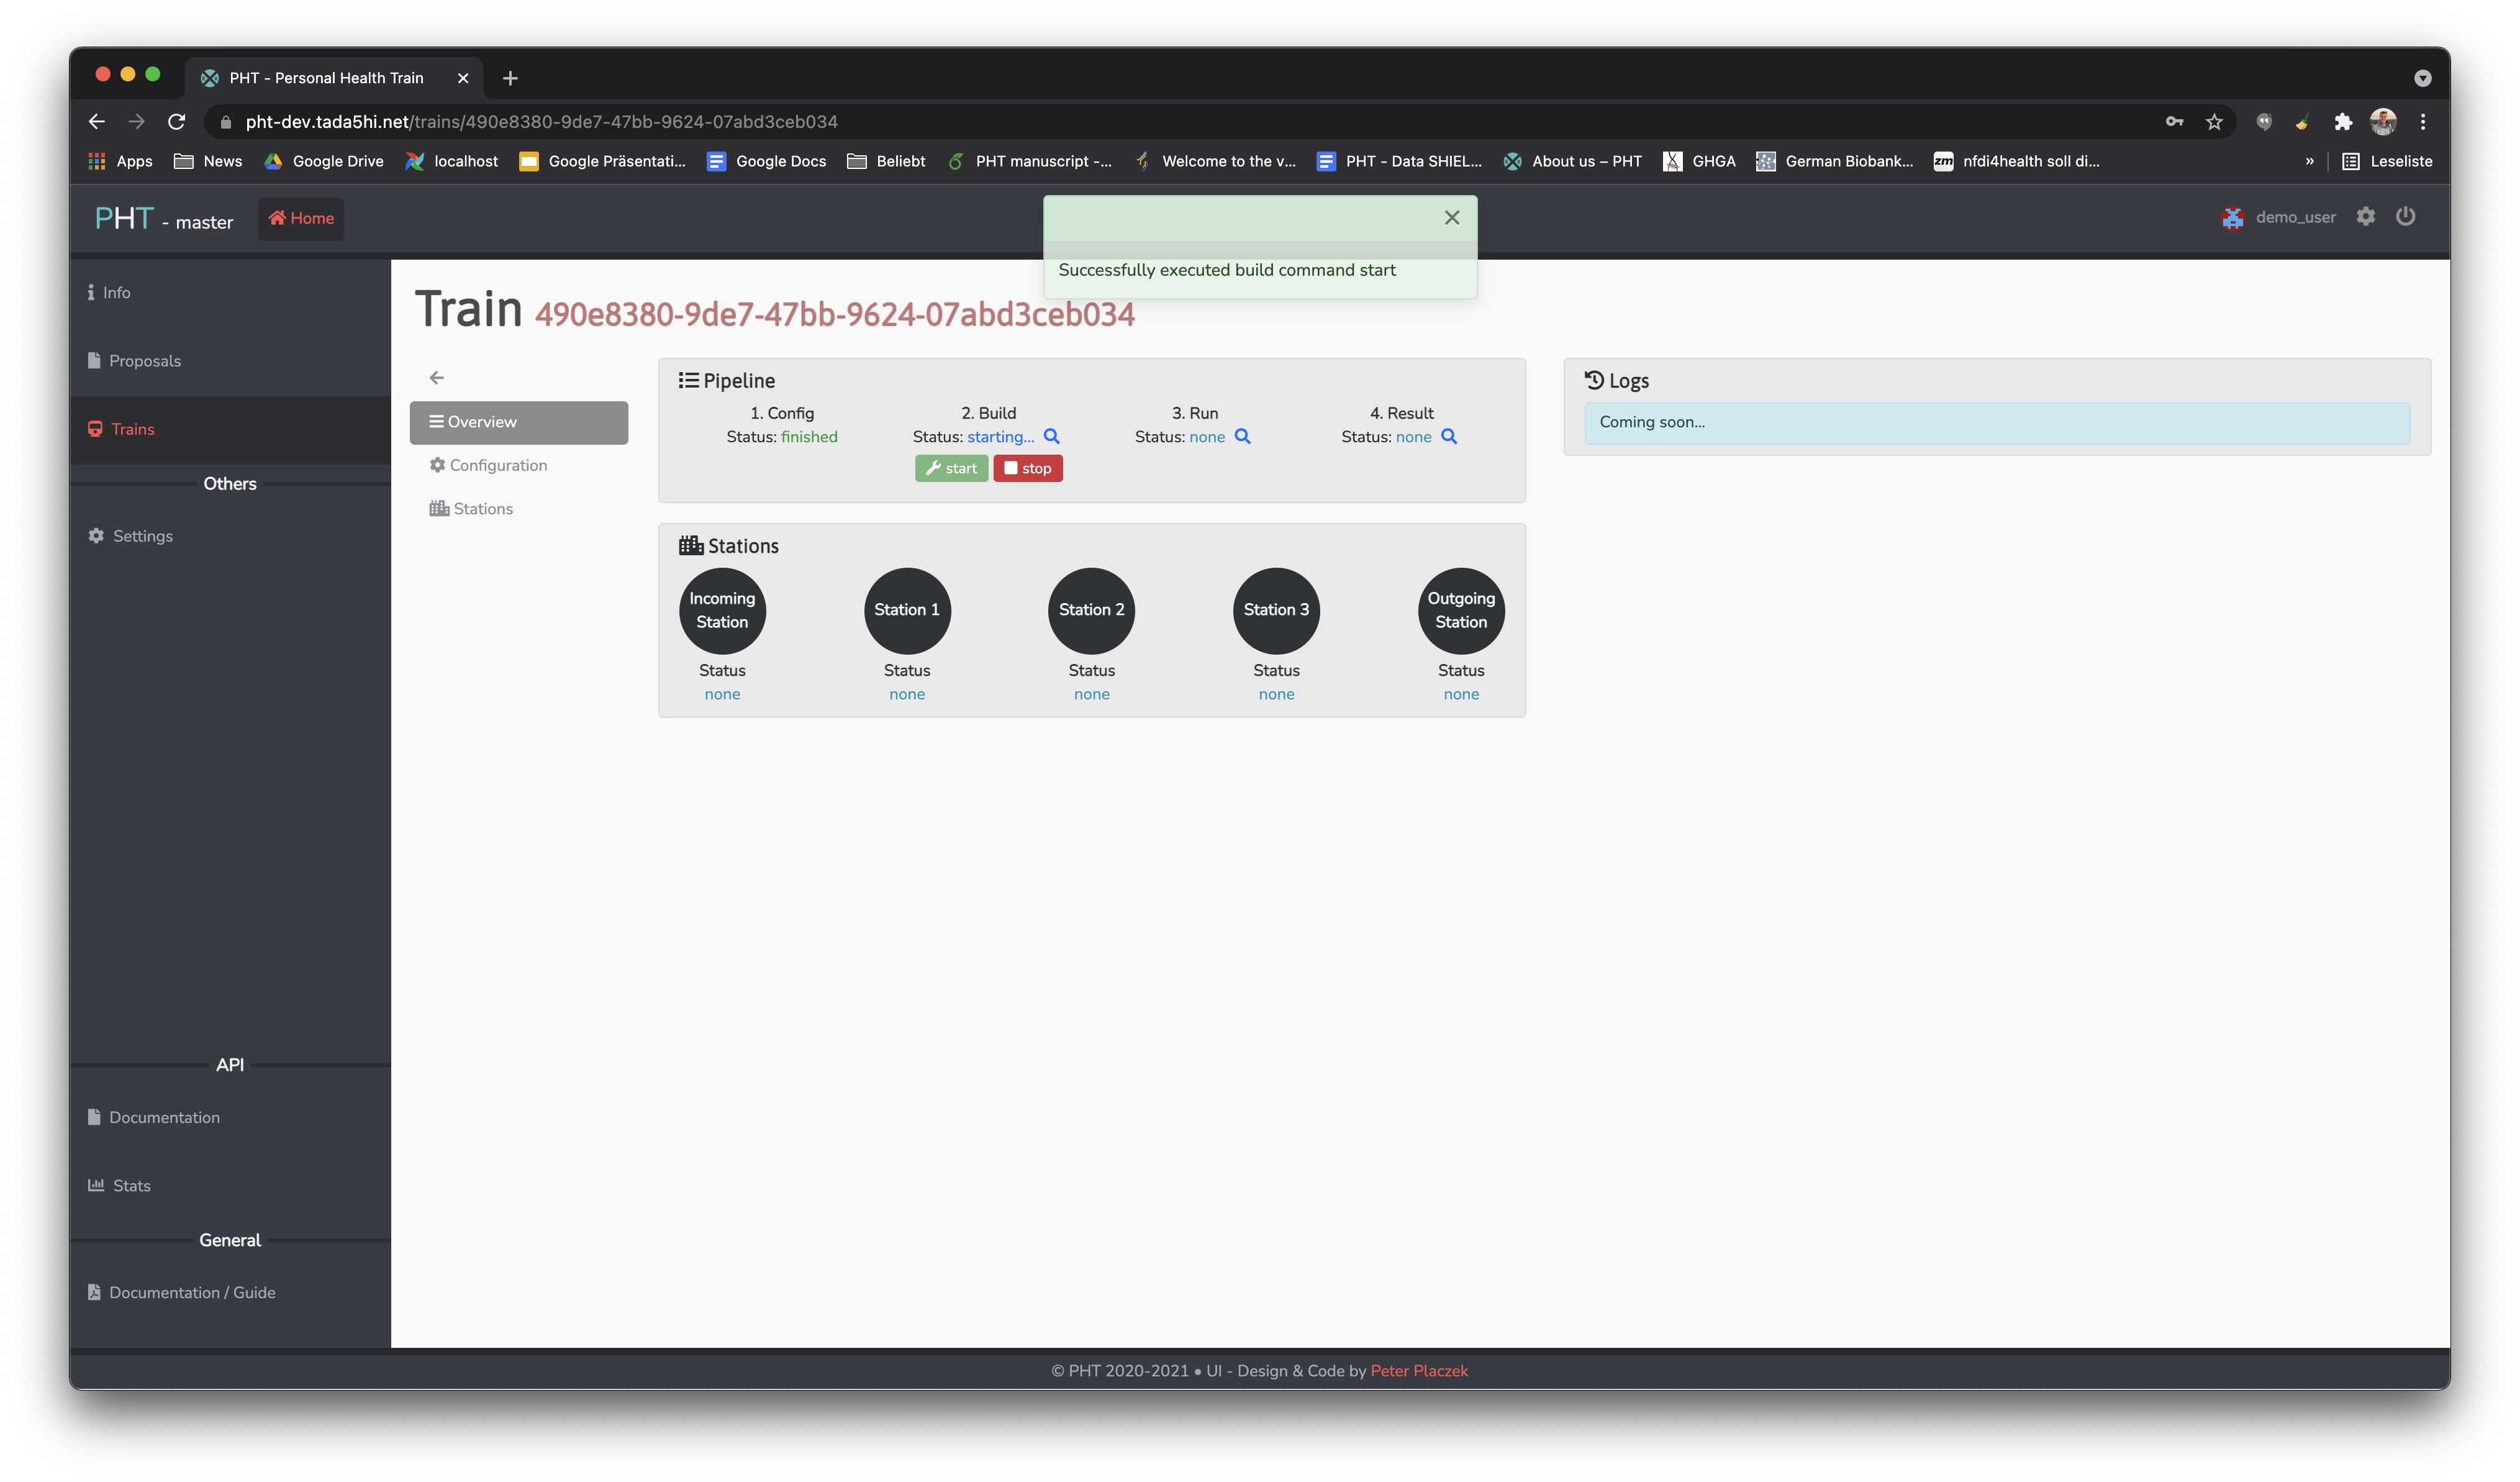 PHT - Personal Health Train
pht-dev.tada5hi.net/trains/490e8380-9de7-47bb-9624-07abd3ceb034
Apps News Google Drive localhost Google Präsentati... Google Docs Beliebt PHT manuscript -... Welcome to the v... PHT - Data SHIEL... About us – PHT GHGA German Biobank... zm nfdi4health soll di... » Leseliste
PHT - master Home demo_user
Successfully executed build command start
Info
Proposals
Trains
Others
Settings
API
Documentation
Stats
General
Documentation / Guide
Train 490e8380-9de7-47bb-9624-07abd3ceb034
Overview
Configuration
Stations
Pipeline
1. Config
Status: finished
2. Build
Status: starting...
start stop
3. Run
Status: none
4. Result
Status: none
Stations
Incoming
Station
Status
none
Station 1
Status
none
Station 2
Status
none
Station 3
Status
none
Outgoing
Station
Status
none
Logs
Coming soon...
© PHT 2020-2021 • UI - Design & Code by Peter Placzek